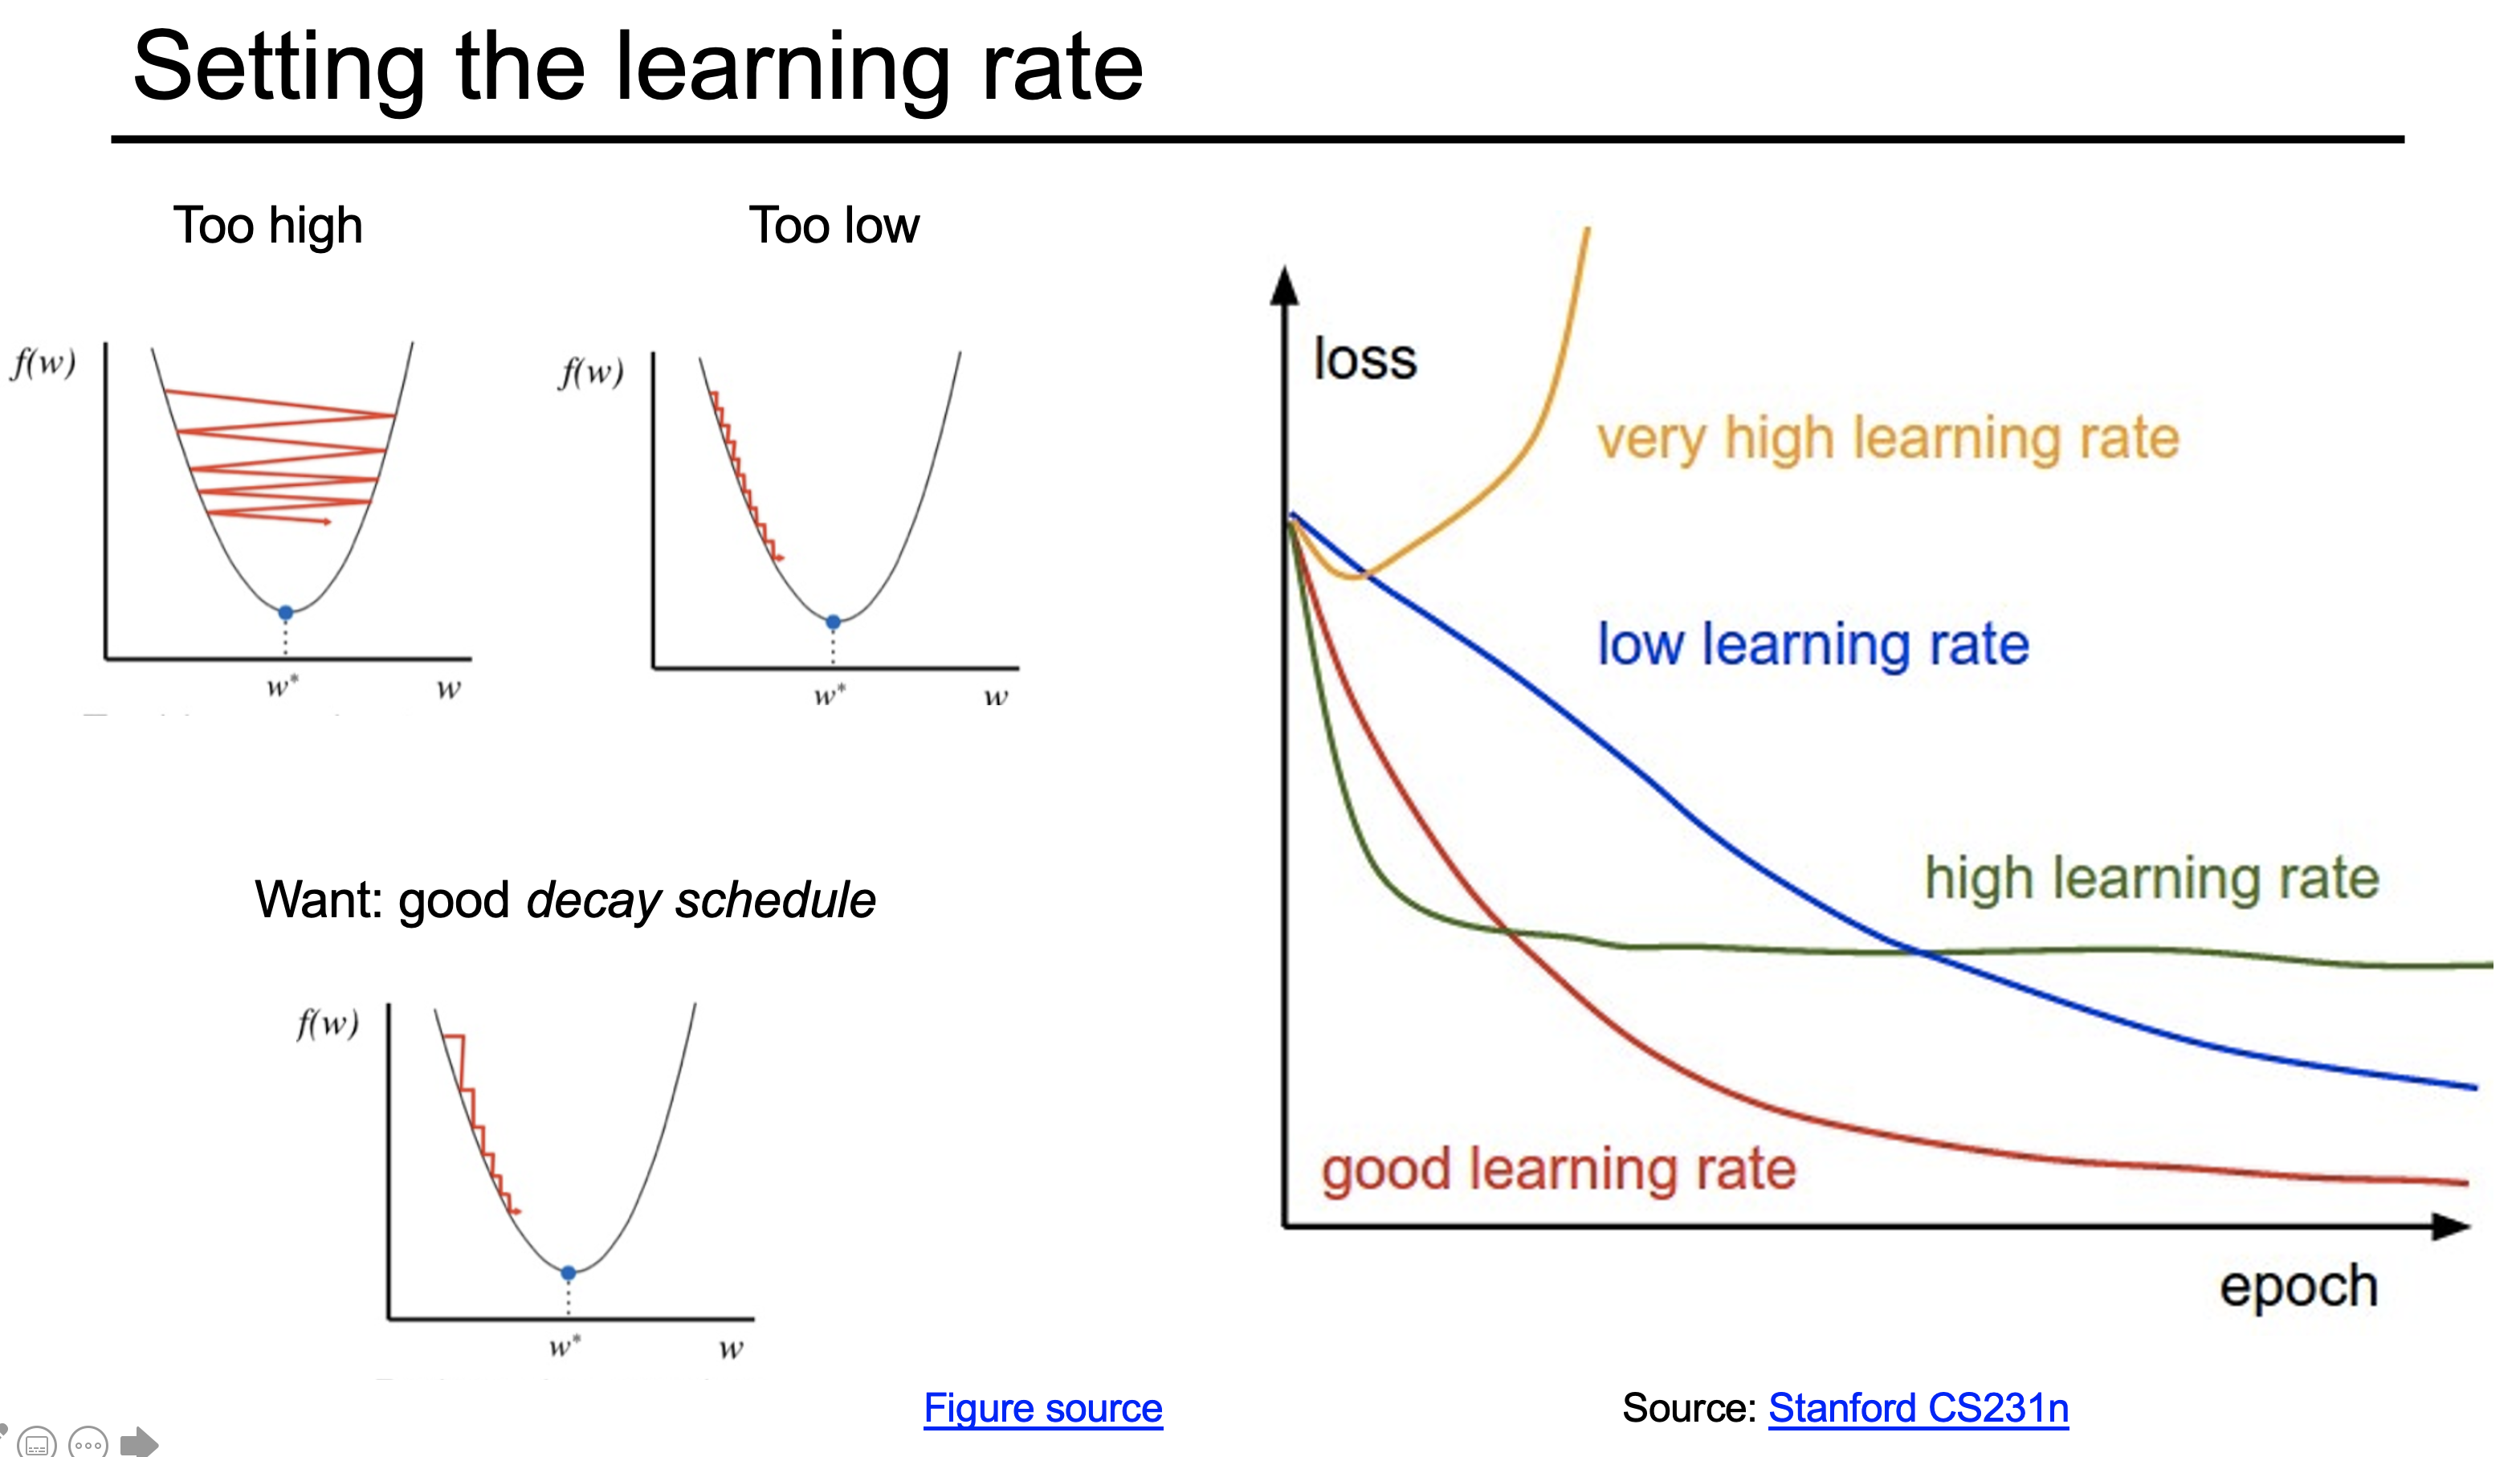 Setting the learning rate
Too high
Too low
f(w)
w*
w
f(w)
w*
w
Want: good decay schedule
f(w)
w*
w
Figure source
loss
very high learning rate
low learning rate
high learning rate
good learning rate
epoch
Source: Stanford CS231n